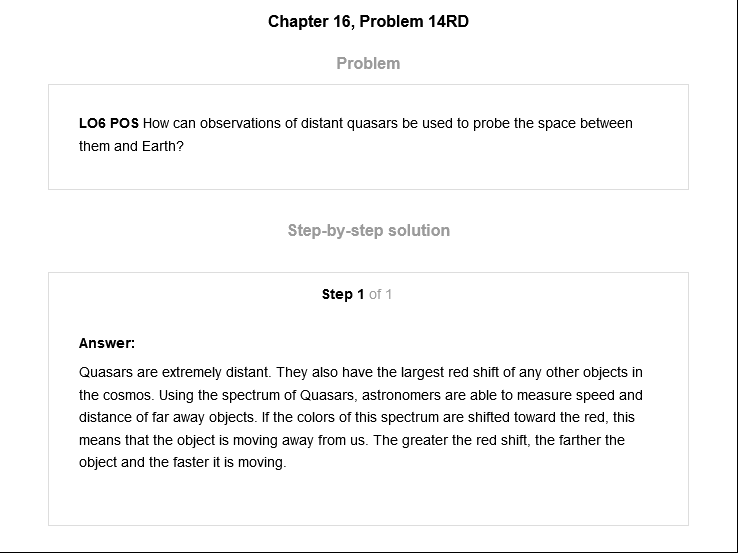 Chapter 16, Problem 14RD
Problem
LO6 POS How can observations of distant quasars be used to probe the space between
them and Earth?
Step-by-step solution
Step 1 of 1
Answer:
Quasars are extremely distant. They also have the largest red shift of any other objects in
the cosmos. Using the spectrum of Quasars, astronomers are able to measure speed and
distance of far away objects. If the colors of this spectrum are shifted toward the red, this
means that the object is moving away from us. The greater the red shift, the farther the
object and the faster it is moving.